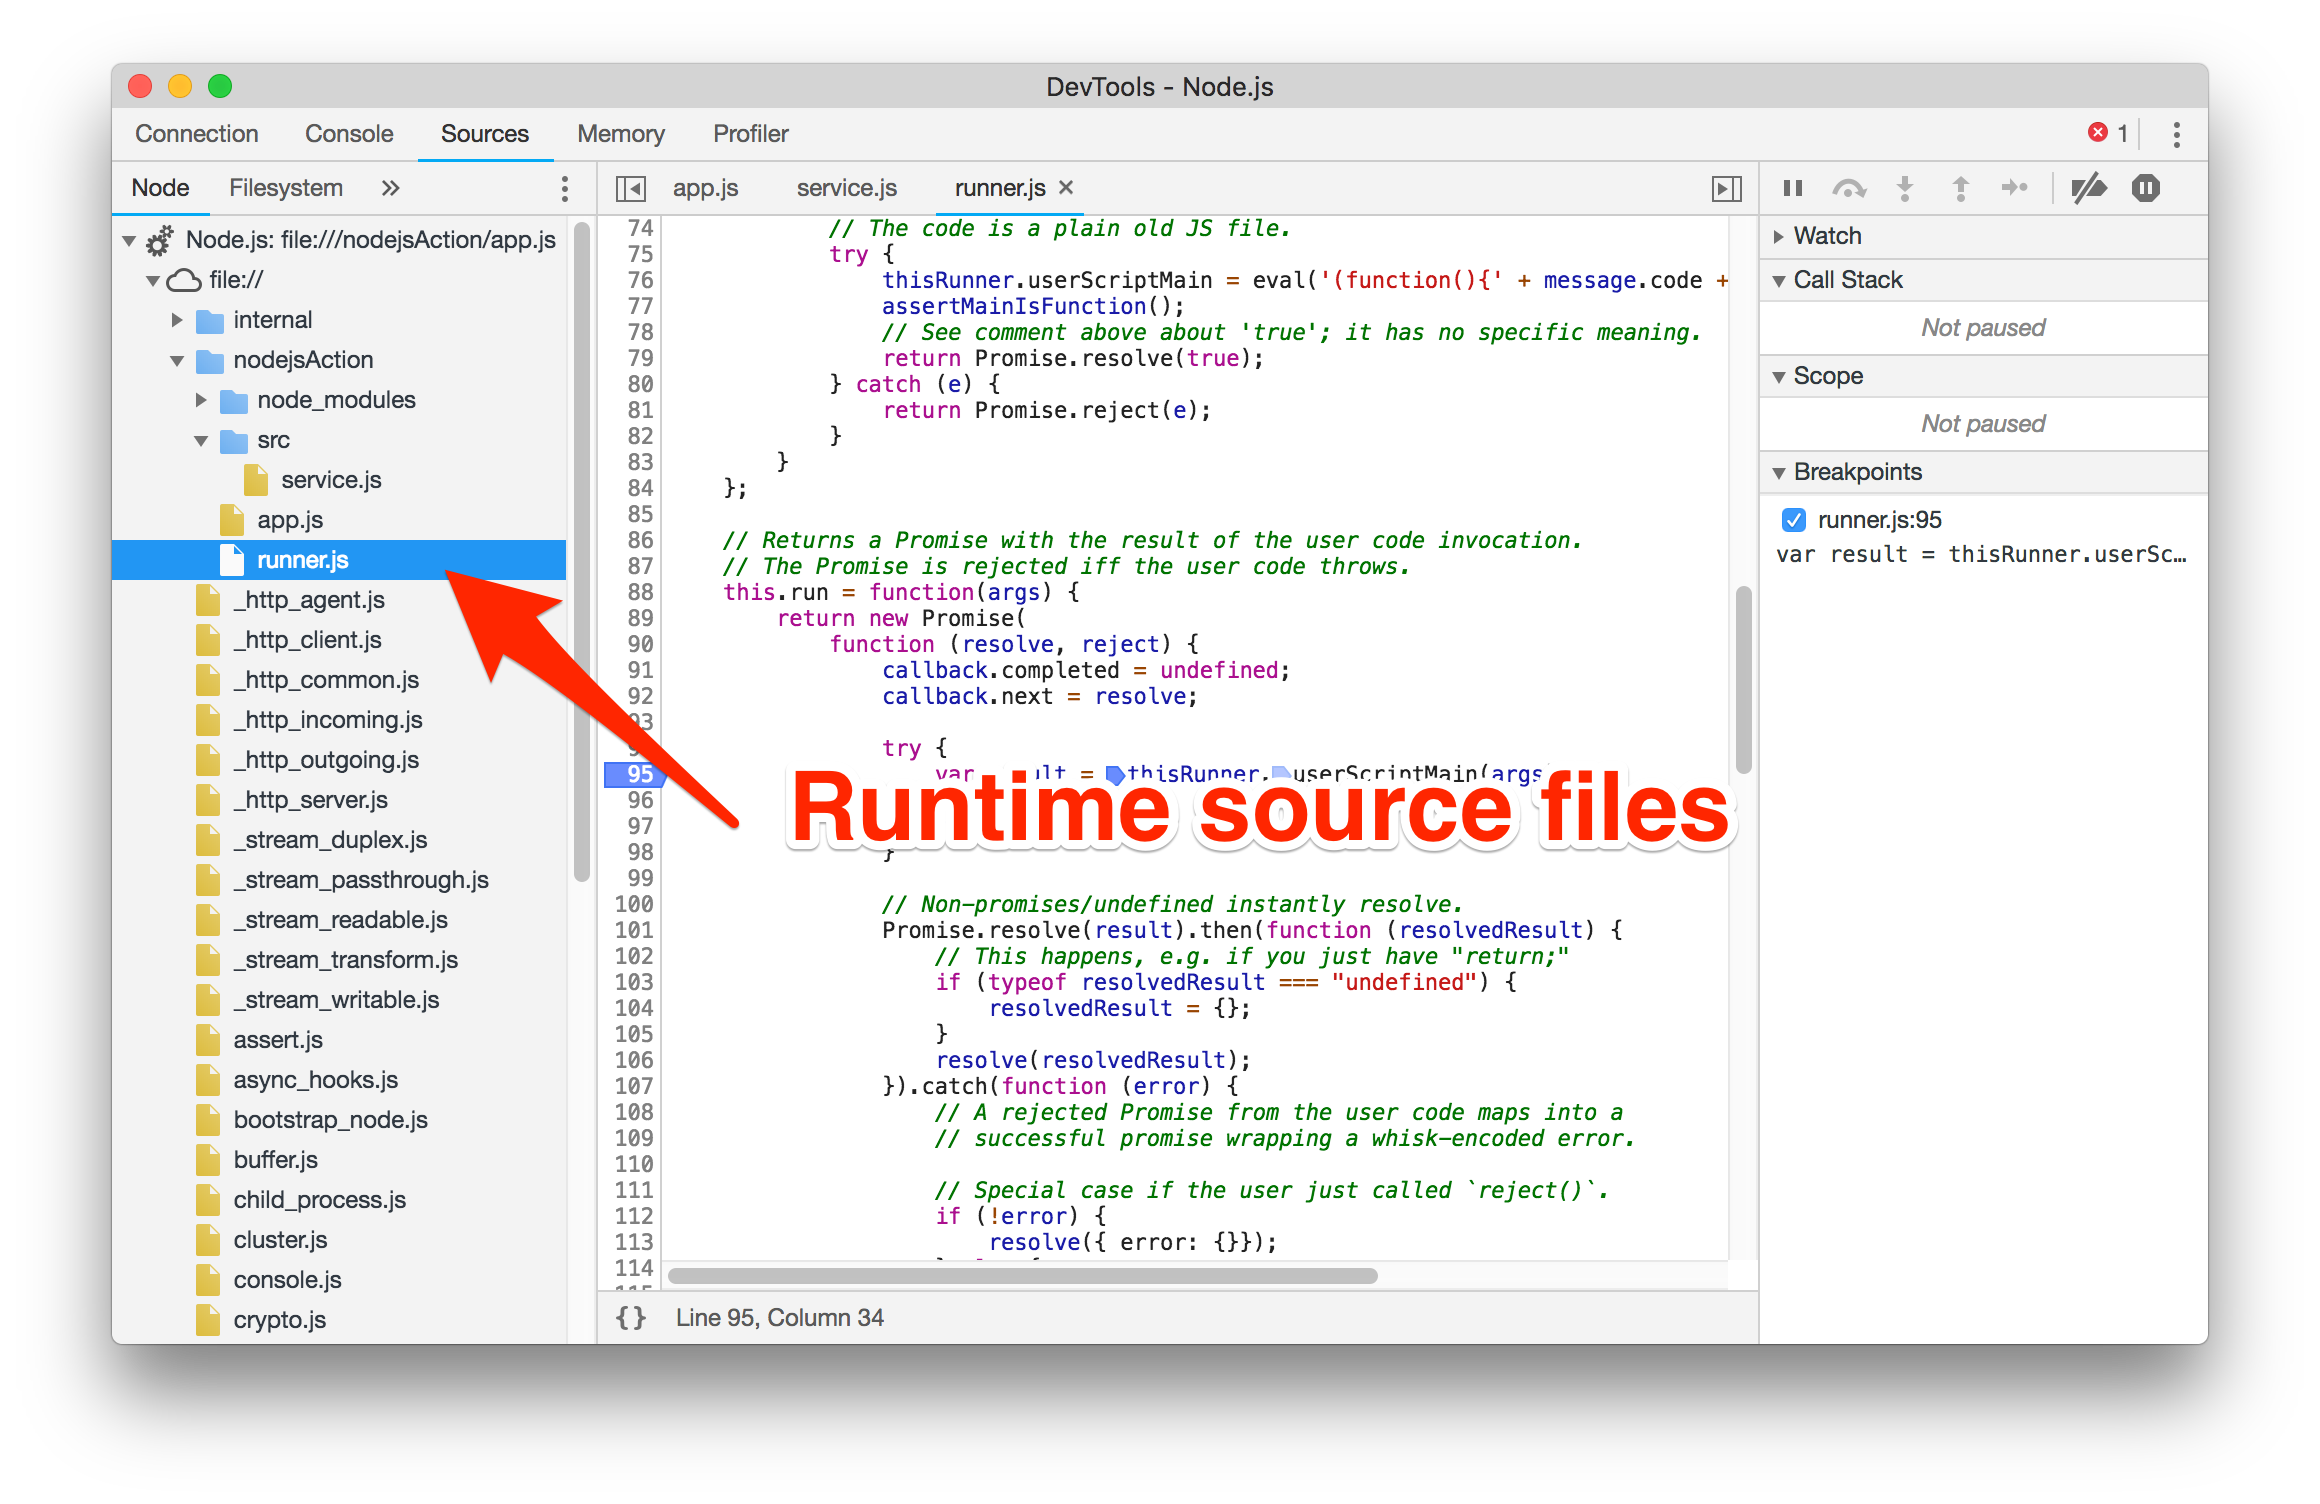 DevTools - Node.js
Connection Console Sources Memory Profiler 1
Node Filesystem »
app.js service.js runner.js ×
Node.js: file:///nodejsAction/app.js
file://
internal
nodejsAction
node_modules
src
service.js
app.js
runner.js
_http_agent.js
_http_client.js
_http_common.js
_http_incoming.js
_http_outgoing.js
_http_server.js
_stream_duplex.js
_stream_passthrough.js
_stream_readable.js
_stream_transform.js
_stream_writable.js
assert.js
async_hooks.js
bootstrap_node.js
buffer.js
child_process.js
cluster.js
console.js
crypto.js
74 // The code is a plain old JS file.
75 try {
76 thisRunner.userScriptMain = eval('(function(){' + message.code +
77 assertMainIsFunction();
78 // See comment above about 'true'; it has no specific meaning.
79 return Promise.resolve(true);
80 } catch (e) {
81 return Promise.reject(e);
82 }
83 }
84 };
85
86 // Returns a Promise with the result of the user code invocation.
87 // The Promise is rejected iff the user code throws.
88 this.run = function(args) {
89 return new Promise(
90 function (resolve, reject) {
91 callback.completed = undefined;
92 callback.next = resolve;
93
try {
95 var = thisRunner.userScriptMain(args
96
97
98 }
99
100 // Non-promises/undefined instantly resolve.
101 Promise.resolve(result).then(function (resolvedResult) {
102 // This happens, e.g. if you just have "return;"
103 if (typeof resolvedResult === "undefined") {
104 resolvedResult = {};
105 }
106 resolve(resolvedResult);
107 }).catch(function (error) {
108 // A rejected Promise from the user code maps into a
109 // successful promise wrapping a whisk-encoded error.
110
111 // Special case if the user just called `reject()`.
112 if (!error) {
113 resolve({ error: {}});
114
Runtime source files
{} Line 95, Column 34
Watch
Call Stack
Not paused
Scope
Not paused
Breakpoints
runner.js:95
var result = thisRunner.userSc…